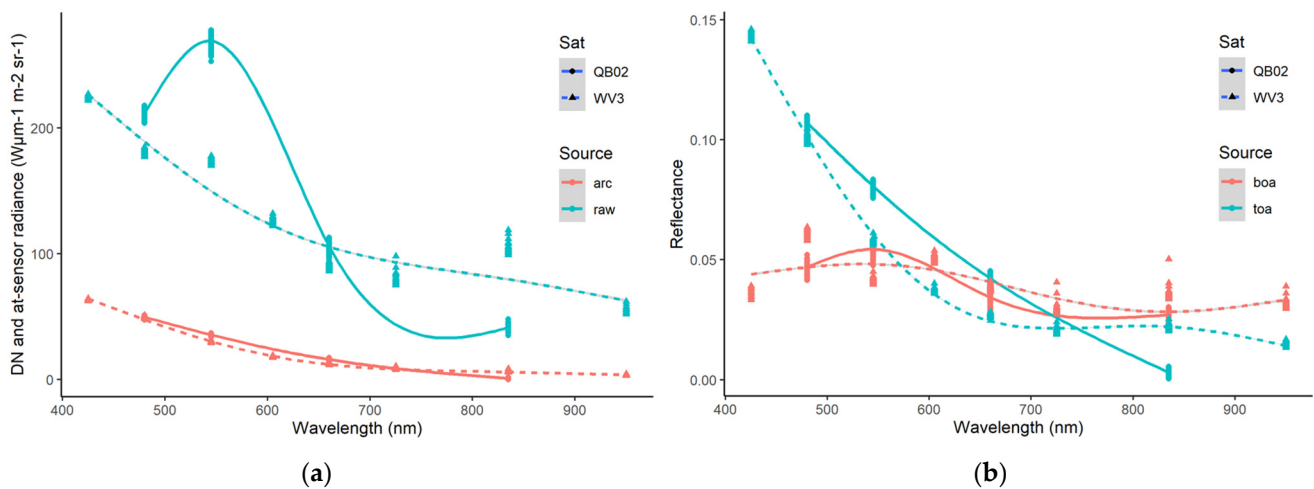 DN and at-sensor radiance (Wµm-1 m-2 sr-1)
200
100
0
400
500
600
700
800
900
Wavelength (nm)
Sat
QB02
WV3
Source
arc
raw
(a)
Reflectance
0.15
0.10
0.05
0.00
500
600
700
800
900
Wavelength (nm)
Sat
QB02
WV3
Source
boa
toa
(b)
400